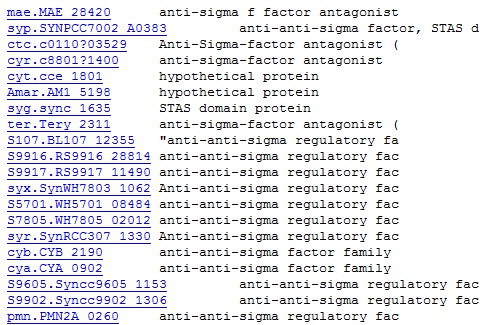 mae.MAE 28420 anti-sigma f factor antagonist
syp.SYNPCC7002 A0383 anti-anti-sigma factor, STAS d
ctc.c0110?03529 Anti-Sigma-factor antagonist (
cyr.c8801?1400 anti-sigma-factor antagonist
cyt.cce 1801 hypothetical protein
Amar.AM1 5198 hypothetical protein
syg.sync 1635 STAS domain protein
ter.Tery 2311 anti-sigma-factor antagonist (
S107.BL107 12355 "anti-anti-sigma regulatory fa
S9916.RS9916 28814 anti-anti-sigma regulatory fac
S9917.RS9917 11490 anti-anti-sigma regulatory fac
syx.SynWH7803 1062 Anti-anti-sigma regulatory fac
S5701.WH5701 08484 anti-anti-sigma regulatory fac
S7805.WH7805 02012 anti-anti-sigma regulatory fac
syr.SynRCC307 1330 Anti-anti-sigma regulatory fac
cyb.CYB 2190 anti-anti-sigma factor family
cya.CYA 0902 anti-anti-sigma factor family
S9605.Syncc9605 1153 anti-anti-sigma regulatory fac
S9902.Syncc9902 1306 anti-anti-sigma regulatory fac
pmn.PMN2A 0260 anti-anti-sigma regulatory fac